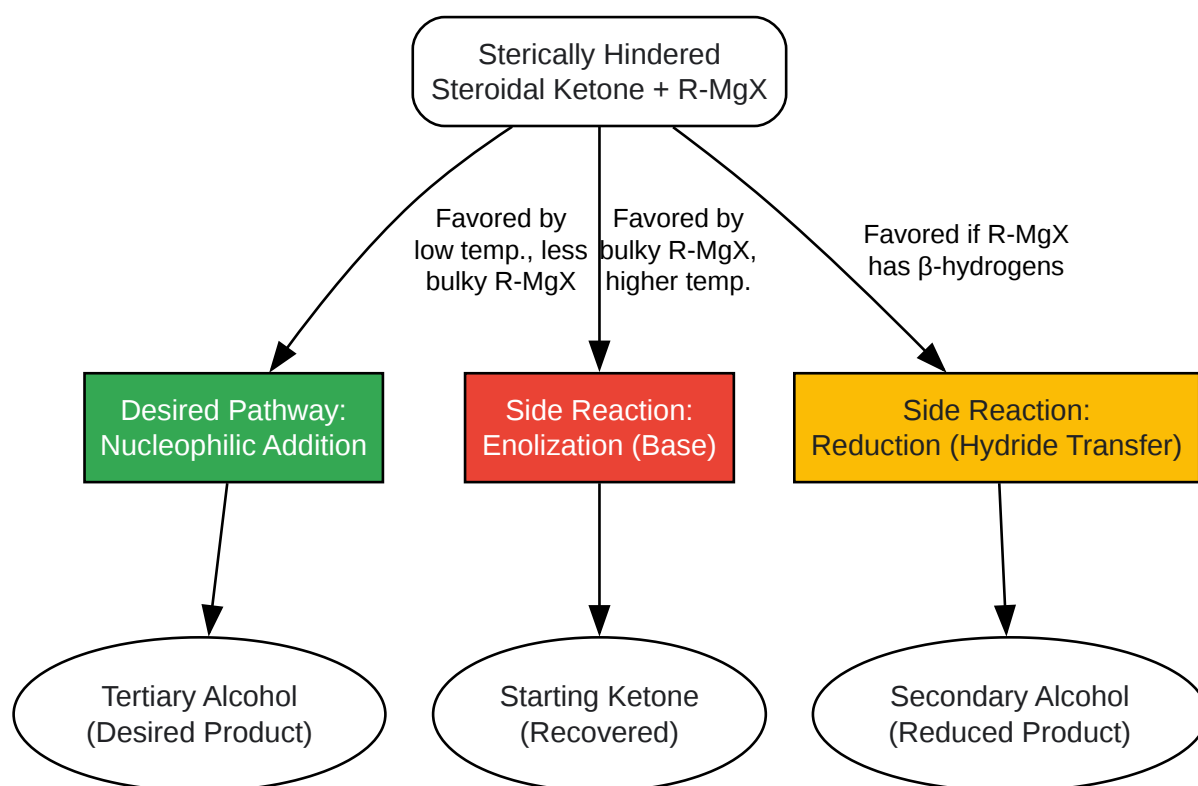 Sterically Hindered
Steroidal Ketone + R-MgX
Favored by
low temp., less
bulky R-MgX
Favored by
bulky R-MgX,
higher temp.
Favored if R-MgX
has β-hydrogens
Desired Pathway:
Nucleophilic Addition
Side Reaction:
Enolization (Base)
Side Reaction:
Reduction (Hydride Transfer)
Tertiary Alcohol
(Desired Product)
Starting Ketone
(Recovered)
Secondary Alcohol
(Reduced Product)